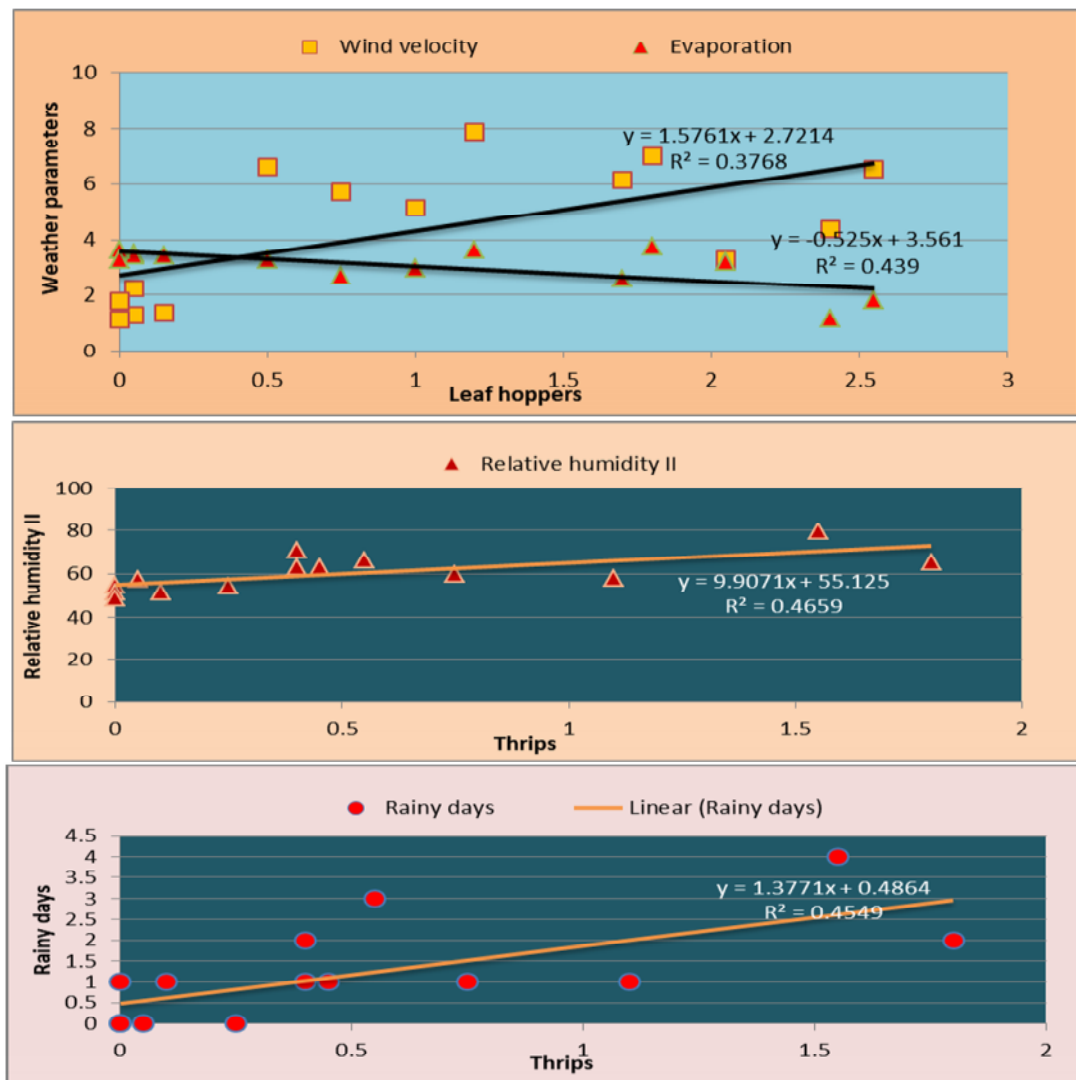 Wind velocity Evaporation
Weather parameters
10
8
6
4
2
0
y = 1.5761x + 2.7214
R² = 0.3768
y = -0.525x + 3.561
R² = 0.439
0 0.5 1 1.5 2 2.5 3
Leaf hoppers
Relative humidity II
Relative humidity II
100
80
60
40
20
0
y = 9.9071x + 55.125
R² = 0.4659
0 0.5 1 1.5 2
Thrips
Rainy days Linear (Rainy days)
Rainy days
4.5
4
3.5
3
2.5
2
1.5
1
0.5
0
y = 1.3771x + 0.4864
R² = 0.4549
0 0.5 1 1.5 2
Thrips